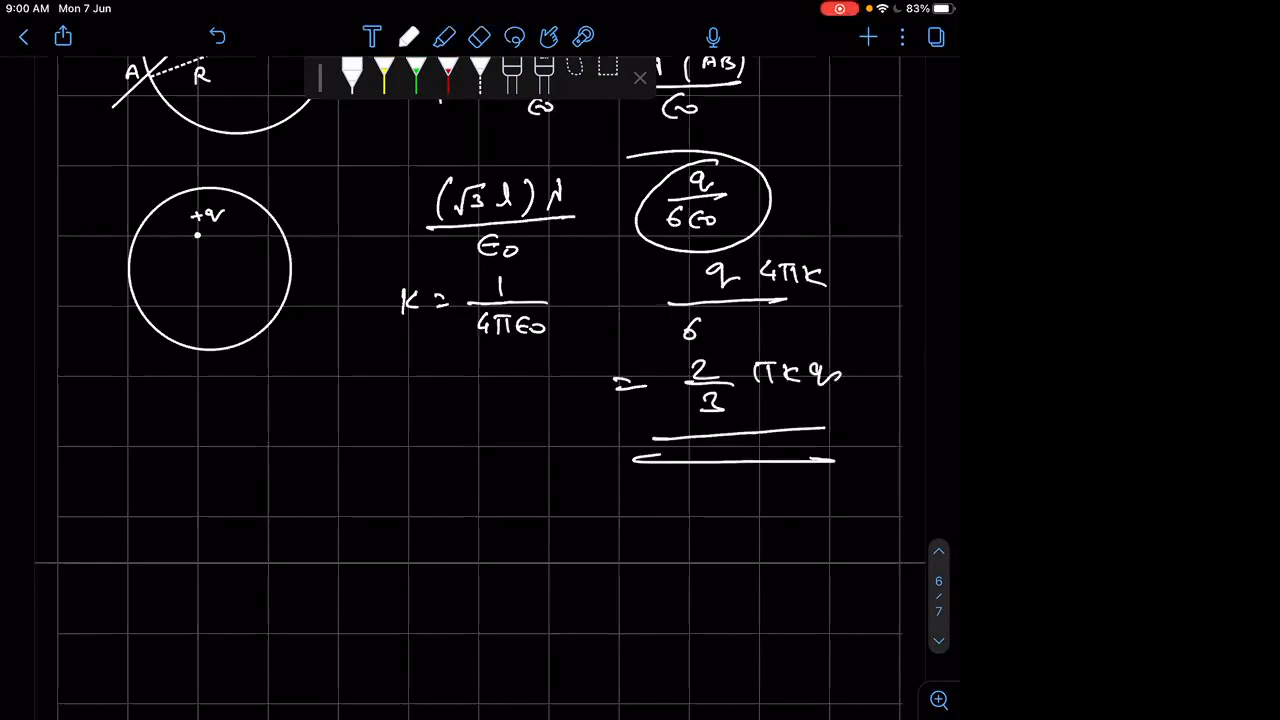 9:00 AM Mon 7 Jun
83%
T
A
R
(AB)
ϵ0
ϵ0
+q
(√3 l) λ
ϵ0
q
6ϵ0
K = 1
4πϵ0
q 4πK
6
= 2 πKq
3
6
/
7